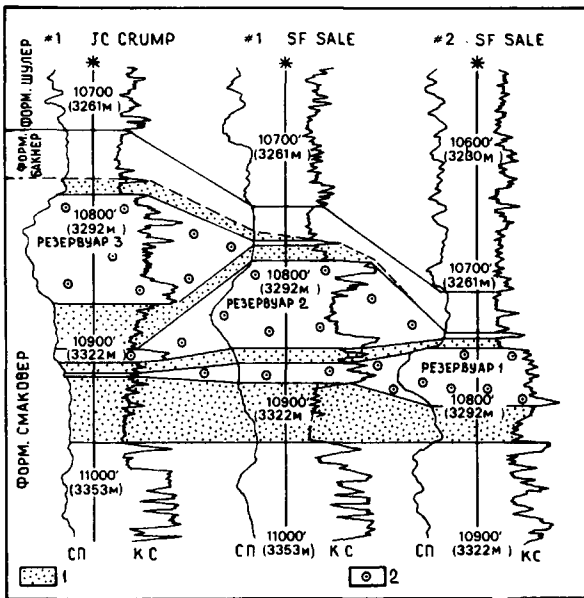 #1 JC CRUMP
#1 SF SALE
#2 SF SALE
ФОРМ. ШУЛЕР
ФОРМ. БАКНЕР
ФОРМ. СМАКОВЕР
10700
(3261м)
10700'
(3261м)
10600'
(3230м)
10800'
(3292м)
РЕЗЕРВУАР 3
10800'
(3292м)
РЕЗЕРВУАР 2
10700'
(3261м)
10900'
(3322м)
РЕЗЕРВУАР 1
10900'
(3322м)
10800'
(3292м)
11000'
(3353м)
11000'
(3353м)
10900'
(3322м)
СП
КС
СП
КС
СП
КС
1
2